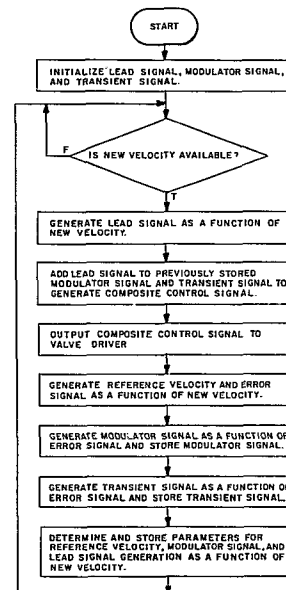 START
INITIALIZE LEAD SIGNAL, MODULATOR SIGNAL,
AND TRANSIENT SIGNAL.
F
IS NEW VELOCITY AVAILABLE?
T
GENERATE LEAD SIGNAL AS A FUNCTION OF
NEW VELOCITY.
ADD LEAD SIGNAL TO PREVIOUSLY STORED
MODULATOR SIGNAL AND TRANSIENT SIGNAL TO
GENERATE COMPOSITE CONTROL SIGNAL.
OUTPUT COMPOSITE CONTROL SIGNAL TO
VALVE DRIVER
GENERATE REFERENCE VELOCITY AND ERROR
SIGNAL AS A FUNCTION OF NEW VELOCITY.
GENERATE MODULATOR SIGNAL AS A FUNCTION OF
ERROR SIGNAL AND STORE MODULATOR SIGNAL.
GENERATE TRANSIENT SIGNAL AS A FUNCTION OF
ERROR SIGNAL AND STORE TRANSIENT SIGNAL.
DETERMINE AND STORE PARAMETERS FOR
REFERENCE VELOCITY, MODULATOR SIGNAL, AND
LEAD SIGNAL GENERATION AS A FUNCTION OF
NEW VELOCITY.